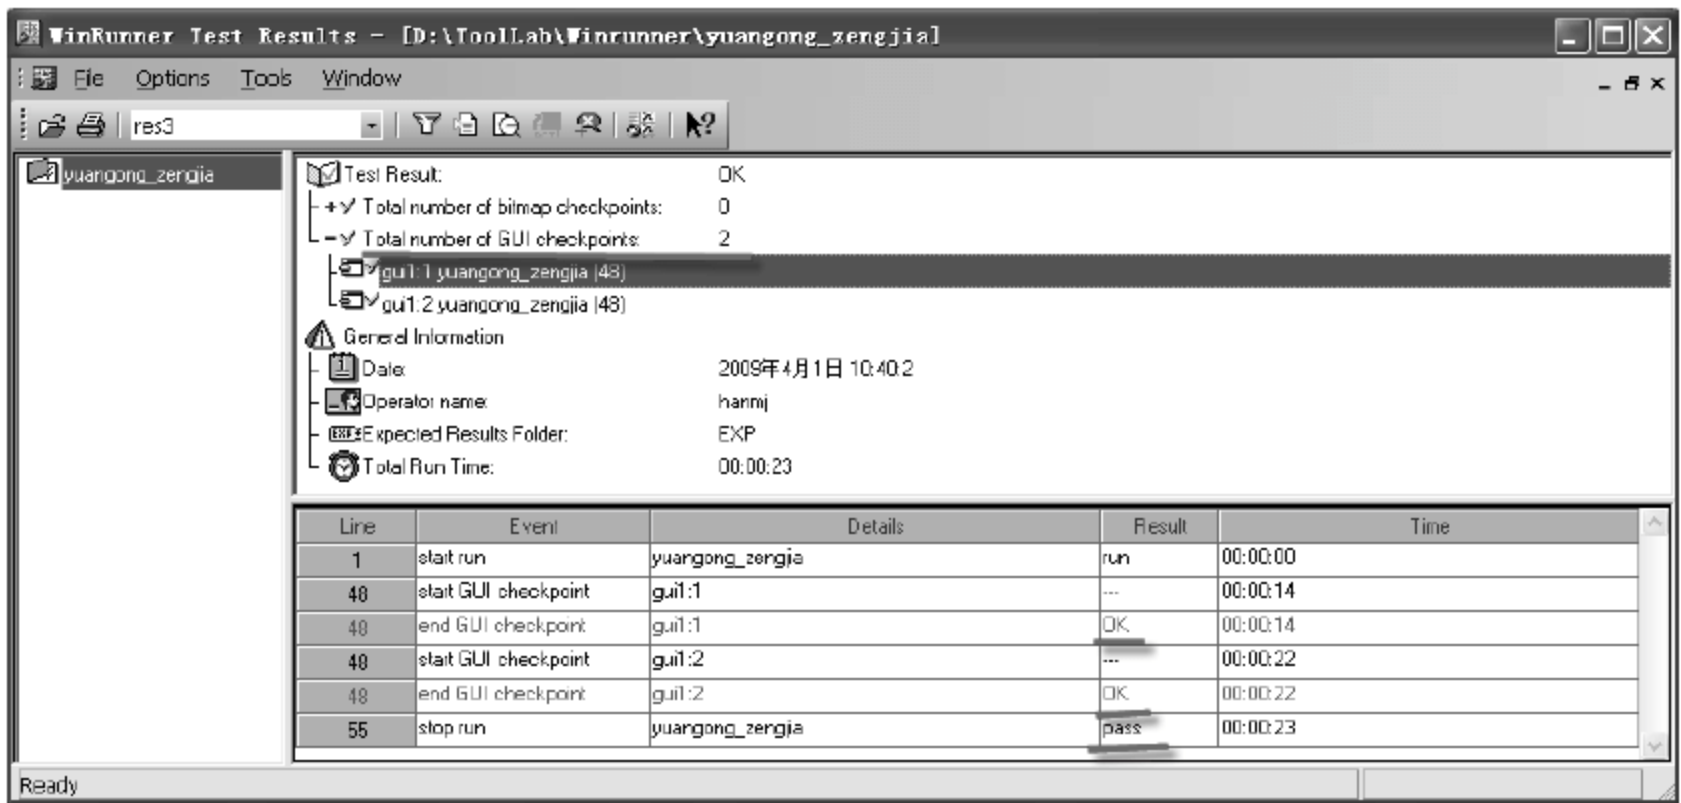 WinRunner Test Results - [D:\ToolLab\Winrunner\yuangong_zengjia]
File Options Tools Window
res3
yuangong_zengjia
Test Result: OK
Total number of bitmap checkpoints: 0
Total number of GUI checkpoints: 2
gui1:1 yuangong_zengjia (48)
gui1:2 yuangong_zengjia (48)
General Information
Date: 2009年4月1日 10:40:2
Operator name: hanmj
Expected Results Folder: EXP
Total Run Time: 00:00:23
Line Event Details Result Time
1 start run yuangong_zengjia run 00:00:00
48 start GUI checkpoint gui1:1 --- 00:00:14
48 end GUI checkpoint gui1:1 OK 00:00:14
48 start GUI checkpoint gui1:2 --- 00:00:22
48 end GUI checkpoint gui1:2 OK 00:00:22
55 stop run yuangong_zengjia pass 00:00:23
Ready